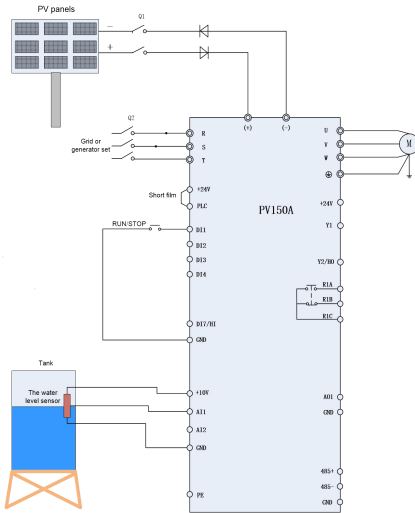 PV panels
Q1
−
+
(+)
(-)
Q2
Grid or
generator set
R
S
T
U
V
W
M
+24V
Short film
PLC
PV150A
+24V
RUN/STOP
DI1
Y1
DI2
DI3
Y2/HO
DI4
R1A
R1B
R1C
DI7/HI
GND
Tank
The water
level sensor
+10V
AI1
AI2
GND
AO1
GND
485+
485-
PE
GND